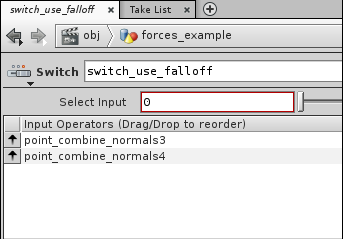 switch_use_falloff Take List
obj forces_example
Switch switch_use_falloff
Select Input 0
Input Operators (Drag/Drop to reorder)
point_combine_normals3
point_combine_normals4